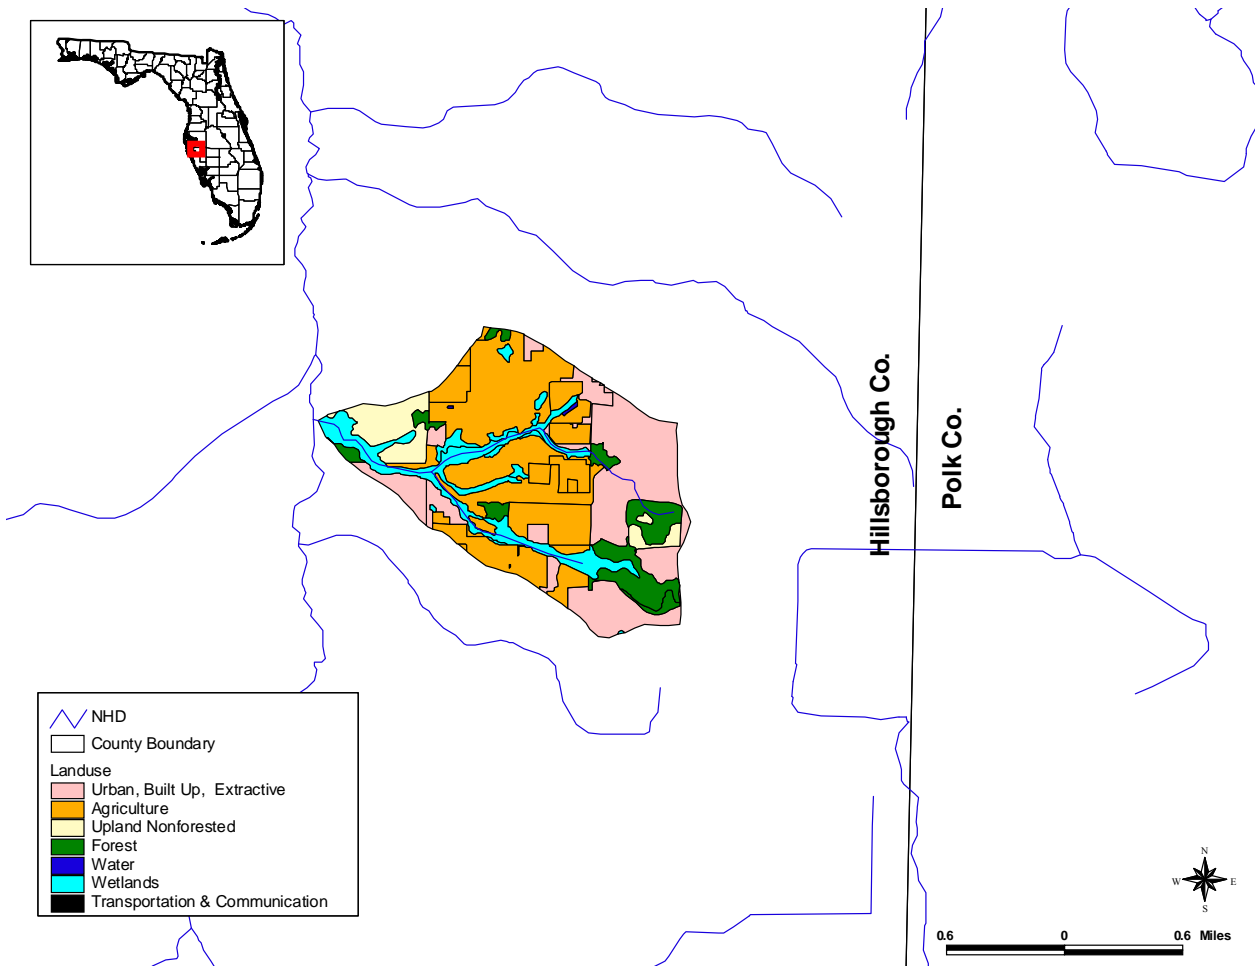 Hillsborough Co.
Polk Co.
NHD
County Boundary
Landuse
Urban, Built Up, Extractive
Agriculture
Upland Nonforested
Forest
Water
Wetlands
Transportation & Communication
N
W E
S
0.6 0 0.6 Miles